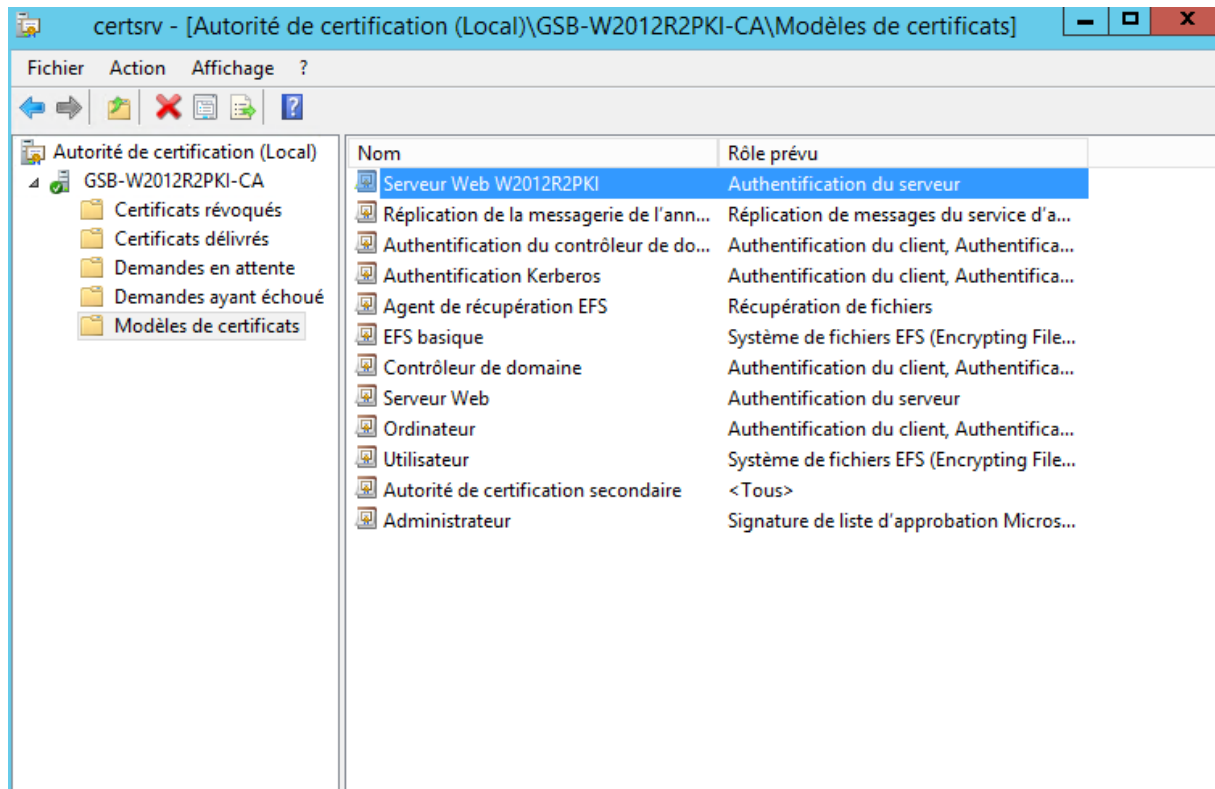 certsrv - [Autorité de certification (Local)\GSB-W2012R2PKI-CA\Modèles de certificats]
Fichier Action Affichage ?
Autorité de certification (Local)
GSB-W2012R2PKI-CA
Certificats révoqués
Certificats délivrés
Demandes en attente
Demandes ayant échoué
Modèles de certificats
Nom Rôle prévu
Serveur Web W2012R2PKI Authentification du serveur
Réplication de la messagerie de l'ann... Réplication de messages du service d'a...
Authentification du contrôleur de do... Authentification du client, Authentifica...
Authentification Kerberos Authentification du client, Authentifica...
Agent de récupération EFS Récupération de fichiers
EFS basique Système de fichiers EFS (Encrypting File...
Contrôleur de domaine Authentification du client, Authentifica...
Serveur Web Authentification du serveur
Ordinateur Authentification du client, Authentifica...
Utilisateur Système de fichiers EFS (Encrypting File...
Autorité de certification secondaire <Tous>
Administrateur Signature de liste d'approbation Micros...